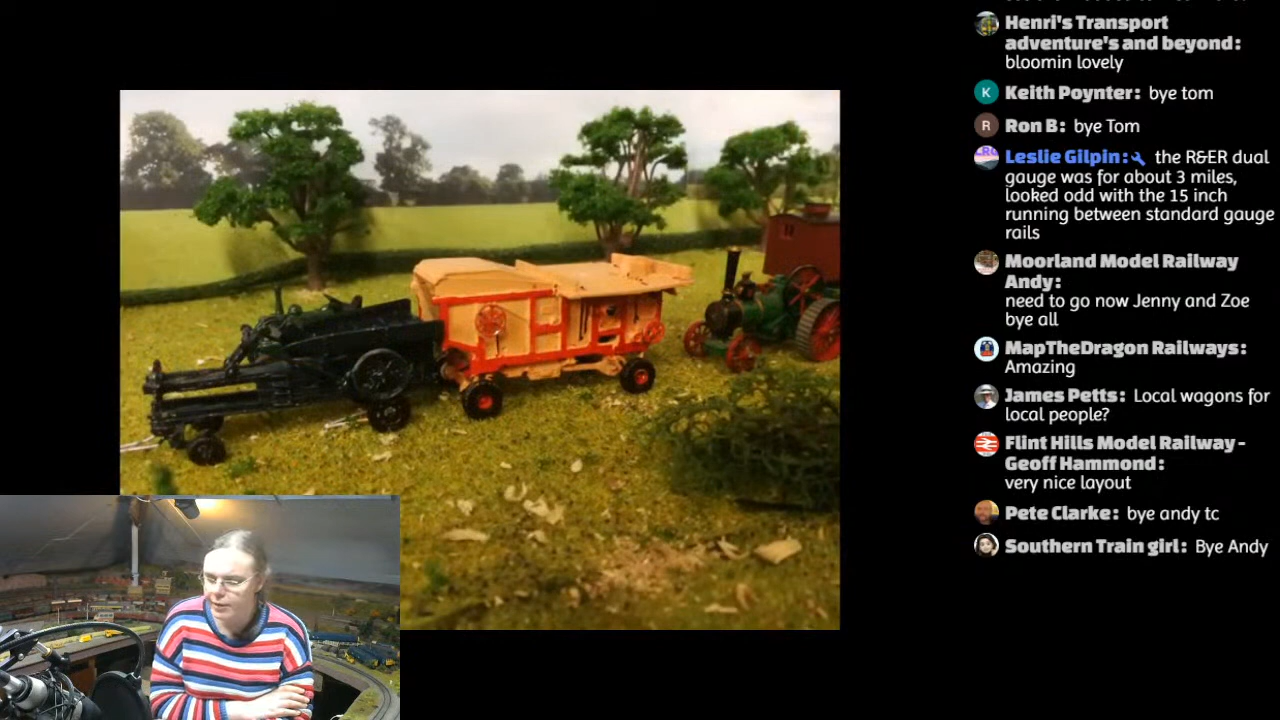 Henri's Transport
adventure's and beyond:
bloomin lovely
K Keith Poynter: bye tom
R Ron B: bye Tom
Leslie Gilpin: the R&ER dual
gauge was for about 3 miles,
looked odd with the 15 inch
running between standard gauge
rails
Moorland Model Railway
Andy:
need to go now Jenny and Zoe
bye all
MapTheDragon Railways:
Amazing
James Petts: Local wagons for
local people?
Flint Hills Model Railway -
Geoff Hammond:
very nice layout
Pete Clarke: bye andy tc
Southern Train girl: Bye Andy